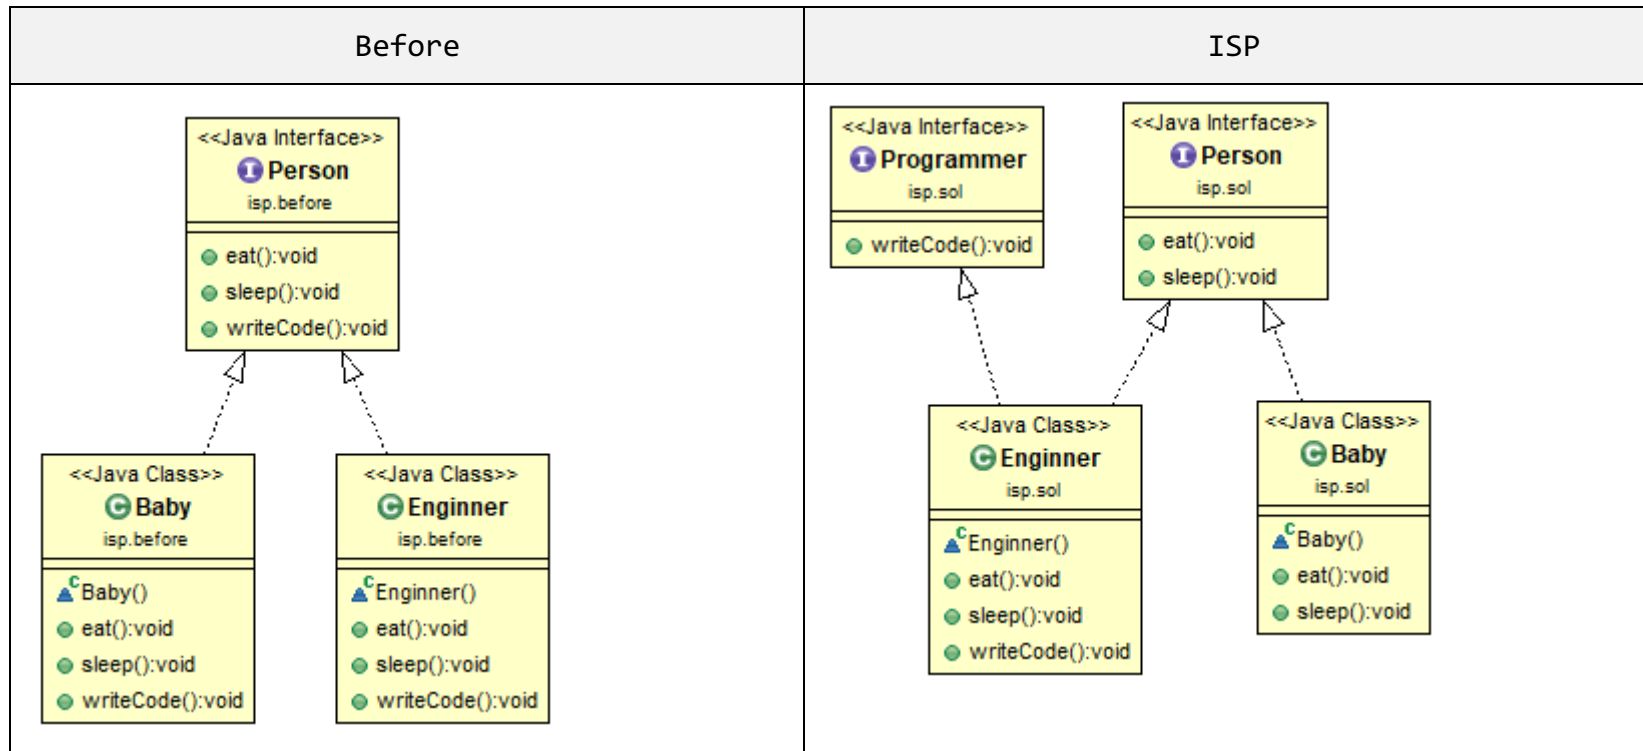 Before
ISP
<<Java Interface>>
Person
isp.before
eat():void
sleep():void
writeCode():void
<<Java Class>>
Baby
isp.before
Baby()
eat():void
sleep():void
writeCode():void
<<Java Class>>
Enginner
isp.before
Enginner()
eat():void
sleep():void
writeCode():void
<<Java Interface>>
Programmer
isp.sol
writeCode():void
<<Java Interface>>
Person
isp.sol
eat():void
sleep():void
<<Java Class>>
Enginner
isp.sol
Enginner()
eat():void
sleep():void
writeCode():void
<<Java Class>>
Baby
isp.sol
Baby()
eat():void
sleep():void